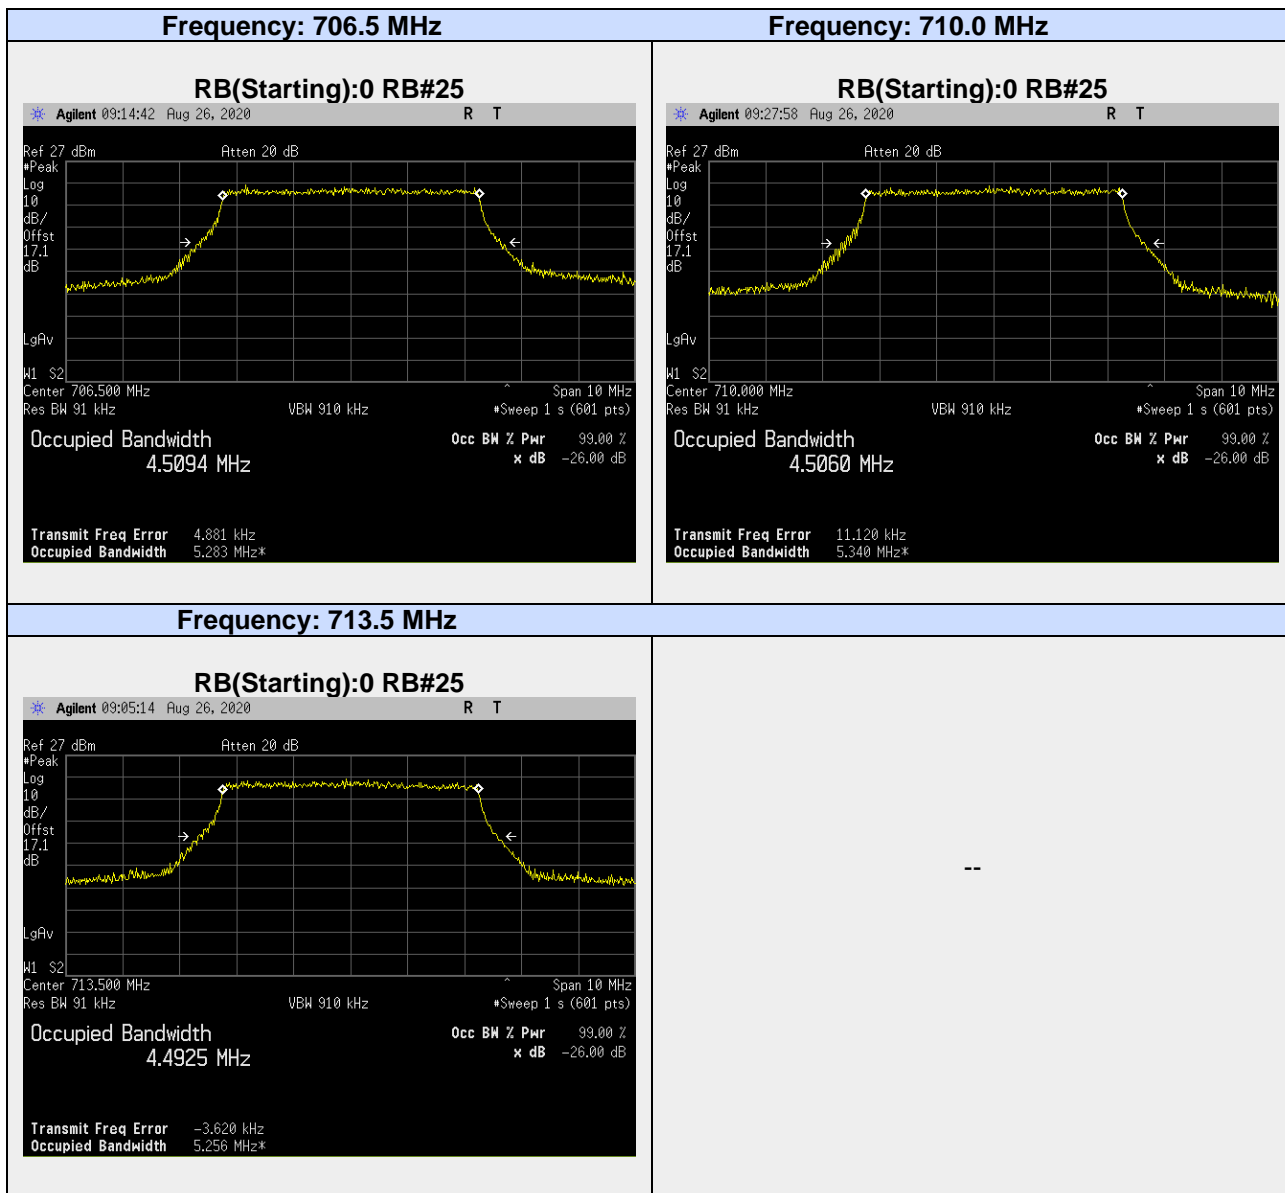 Frequency: 706.5 MHz
Frequency: 710.0 MHz
RB(Starting):0 RB#25
Agilent 09:14:42 Aug 26, 2020 R T
Ref 27 dBm Atten 20 dB
#Peak
Log
10
dB/
Offst
17.1
dB
LgAv
W1 S2
Center 706.500 MHz ^ Span 10 MHz
Res BW 91 kHz VBW 910 kHz #Sweep 1 s (601 pts)
Occupied Bandwidth Occ BW % Pwr 99.00 %
4.5094 MHz x dB -26.00 dB
Transmit Freq Error 4.881 kHz
Occupied Bandwidth 5.283 MHz*
RB(Starting):0 RB#25
Agilent 09:27:58 Aug 26, 2020 R T
Ref 27 dBm Atten 20 dB
#Peak
Log
10
dB/
Offst
17.1
dB
LgAv
W1 S2
Center 710.000 MHz ^ Span 10 MHz
Res BW 91 kHz VBW 910 kHz #Sweep 1 s (601 pts)
Occupied Bandwidth Occ BW % Pwr 99.00 %
4.5060 MHz x dB -26.00 dB
Transmit Freq Error 11.120 kHz
Occupied Bandwidth 5.340 MHz*
Frequency: 713.5 MHz
RB(Starting):0 RB#25
Agilent 09:05:14 Aug 26, 2020 R T
Ref 27 dBm Atten 20 dB
#Peak
Log
10
dB/
Offst
17.1
dB
LgAv
W1 S2
Center 713.500 MHz ^ Span 10 MHz
Res BW 91 kHz VBW 910 kHz #Sweep 1 s (601 pts)
Occupied Bandwidth Occ BW % Pwr 99.00 %
4.4925 MHz x dB -26.00 dB
Transmit Freq Error -3.620 kHz
Occupied Bandwidth 5.256 MHz*
--